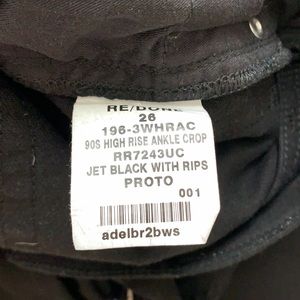 RE/DONE
26
196-3WHRAC
90S HIGH RISE ANKLE CROP
RR7243UC
JET BLACK WITH RIPS
PROTO
001
adelbr2bws